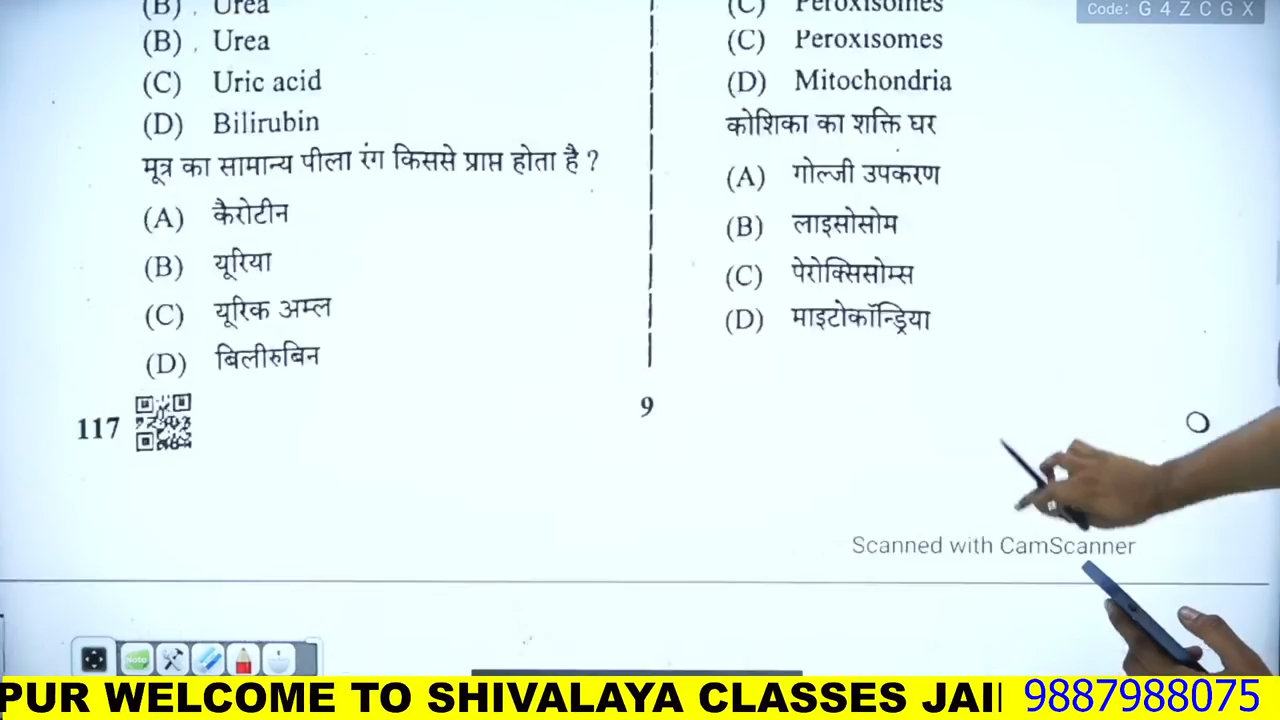 (B) . Urea
(B) . Urea
(C) Uric acid
(D) Bilirubin
मूत्र का सामान्य पीला रंग किससे प्राप्त होता है ?
(A) कैरोटीन
(B) यूरिया
(C) यूरिक अम्ल
(D) बिलीरुबिन
117
(C) Peroxisomes
(C) Peroxisomes
(D) Mitochondria
कोशिका का शक्ति घर
(A) गोल्जी उपकरण
(B) लाइसोसोम
(C) पेरोक्सिसोम्स
(D) माइटोकॉन्ड्रिया
9
Code: G 4 Z C G X
Scanned with CamScanner
Note
PUR WELCOME TO SHIVALAYA CLASSES JAI
9887988075